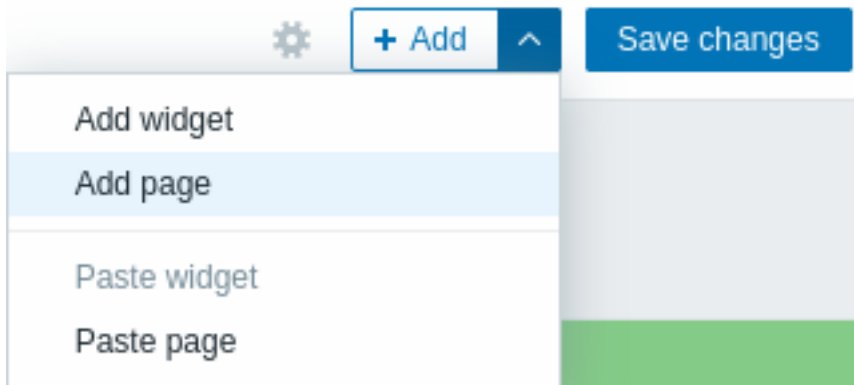 + Add
Save changes
Add widget
Add page
Paste widget
Paste page